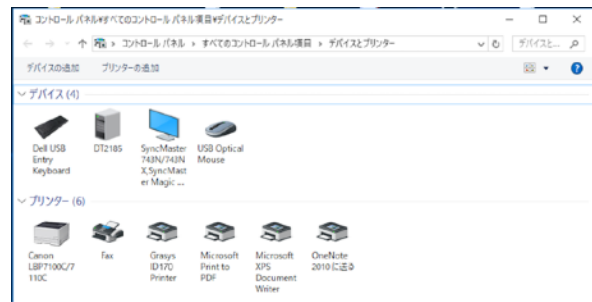 コントロール パネル¥すべてのコントロール パネル項目¥デバイスとプリンター
コントロール パネル › すべてのコントロール パネル項目 › デバイスとプリンター
デバイスと...
デバイスの追加 プリンターの追加
デバイス (4)
Dell USB Entry Keyboard
DT2185
SyncMaster 743N/743N X,SyncMast er Magic ...
USB Optical Mouse
プリンター (6)
Canon LBP7100C/7 110C
Fax
Grasys ID170 Printer
Microsoft Print to PDF
Microsoft XPS Document Writer
OneNote 2010 に送る